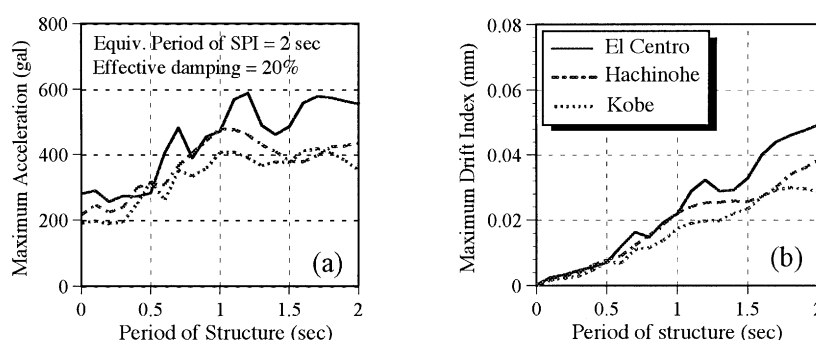 Maximum Acceleration (gal)
800
600
400
200
0
Equiv. Period of SPI = 2 sec
Effective damping = 20%
(a)
0 0.5 1 1.5 2
Period of Structure (sec)
Maximum Drift Index (mm)
0.08
0.06
0.04
0.02
0
El Centro
Hachinohe
Kobe
(b)
0 0.5 1 1.5 2
Period of structure (sec)